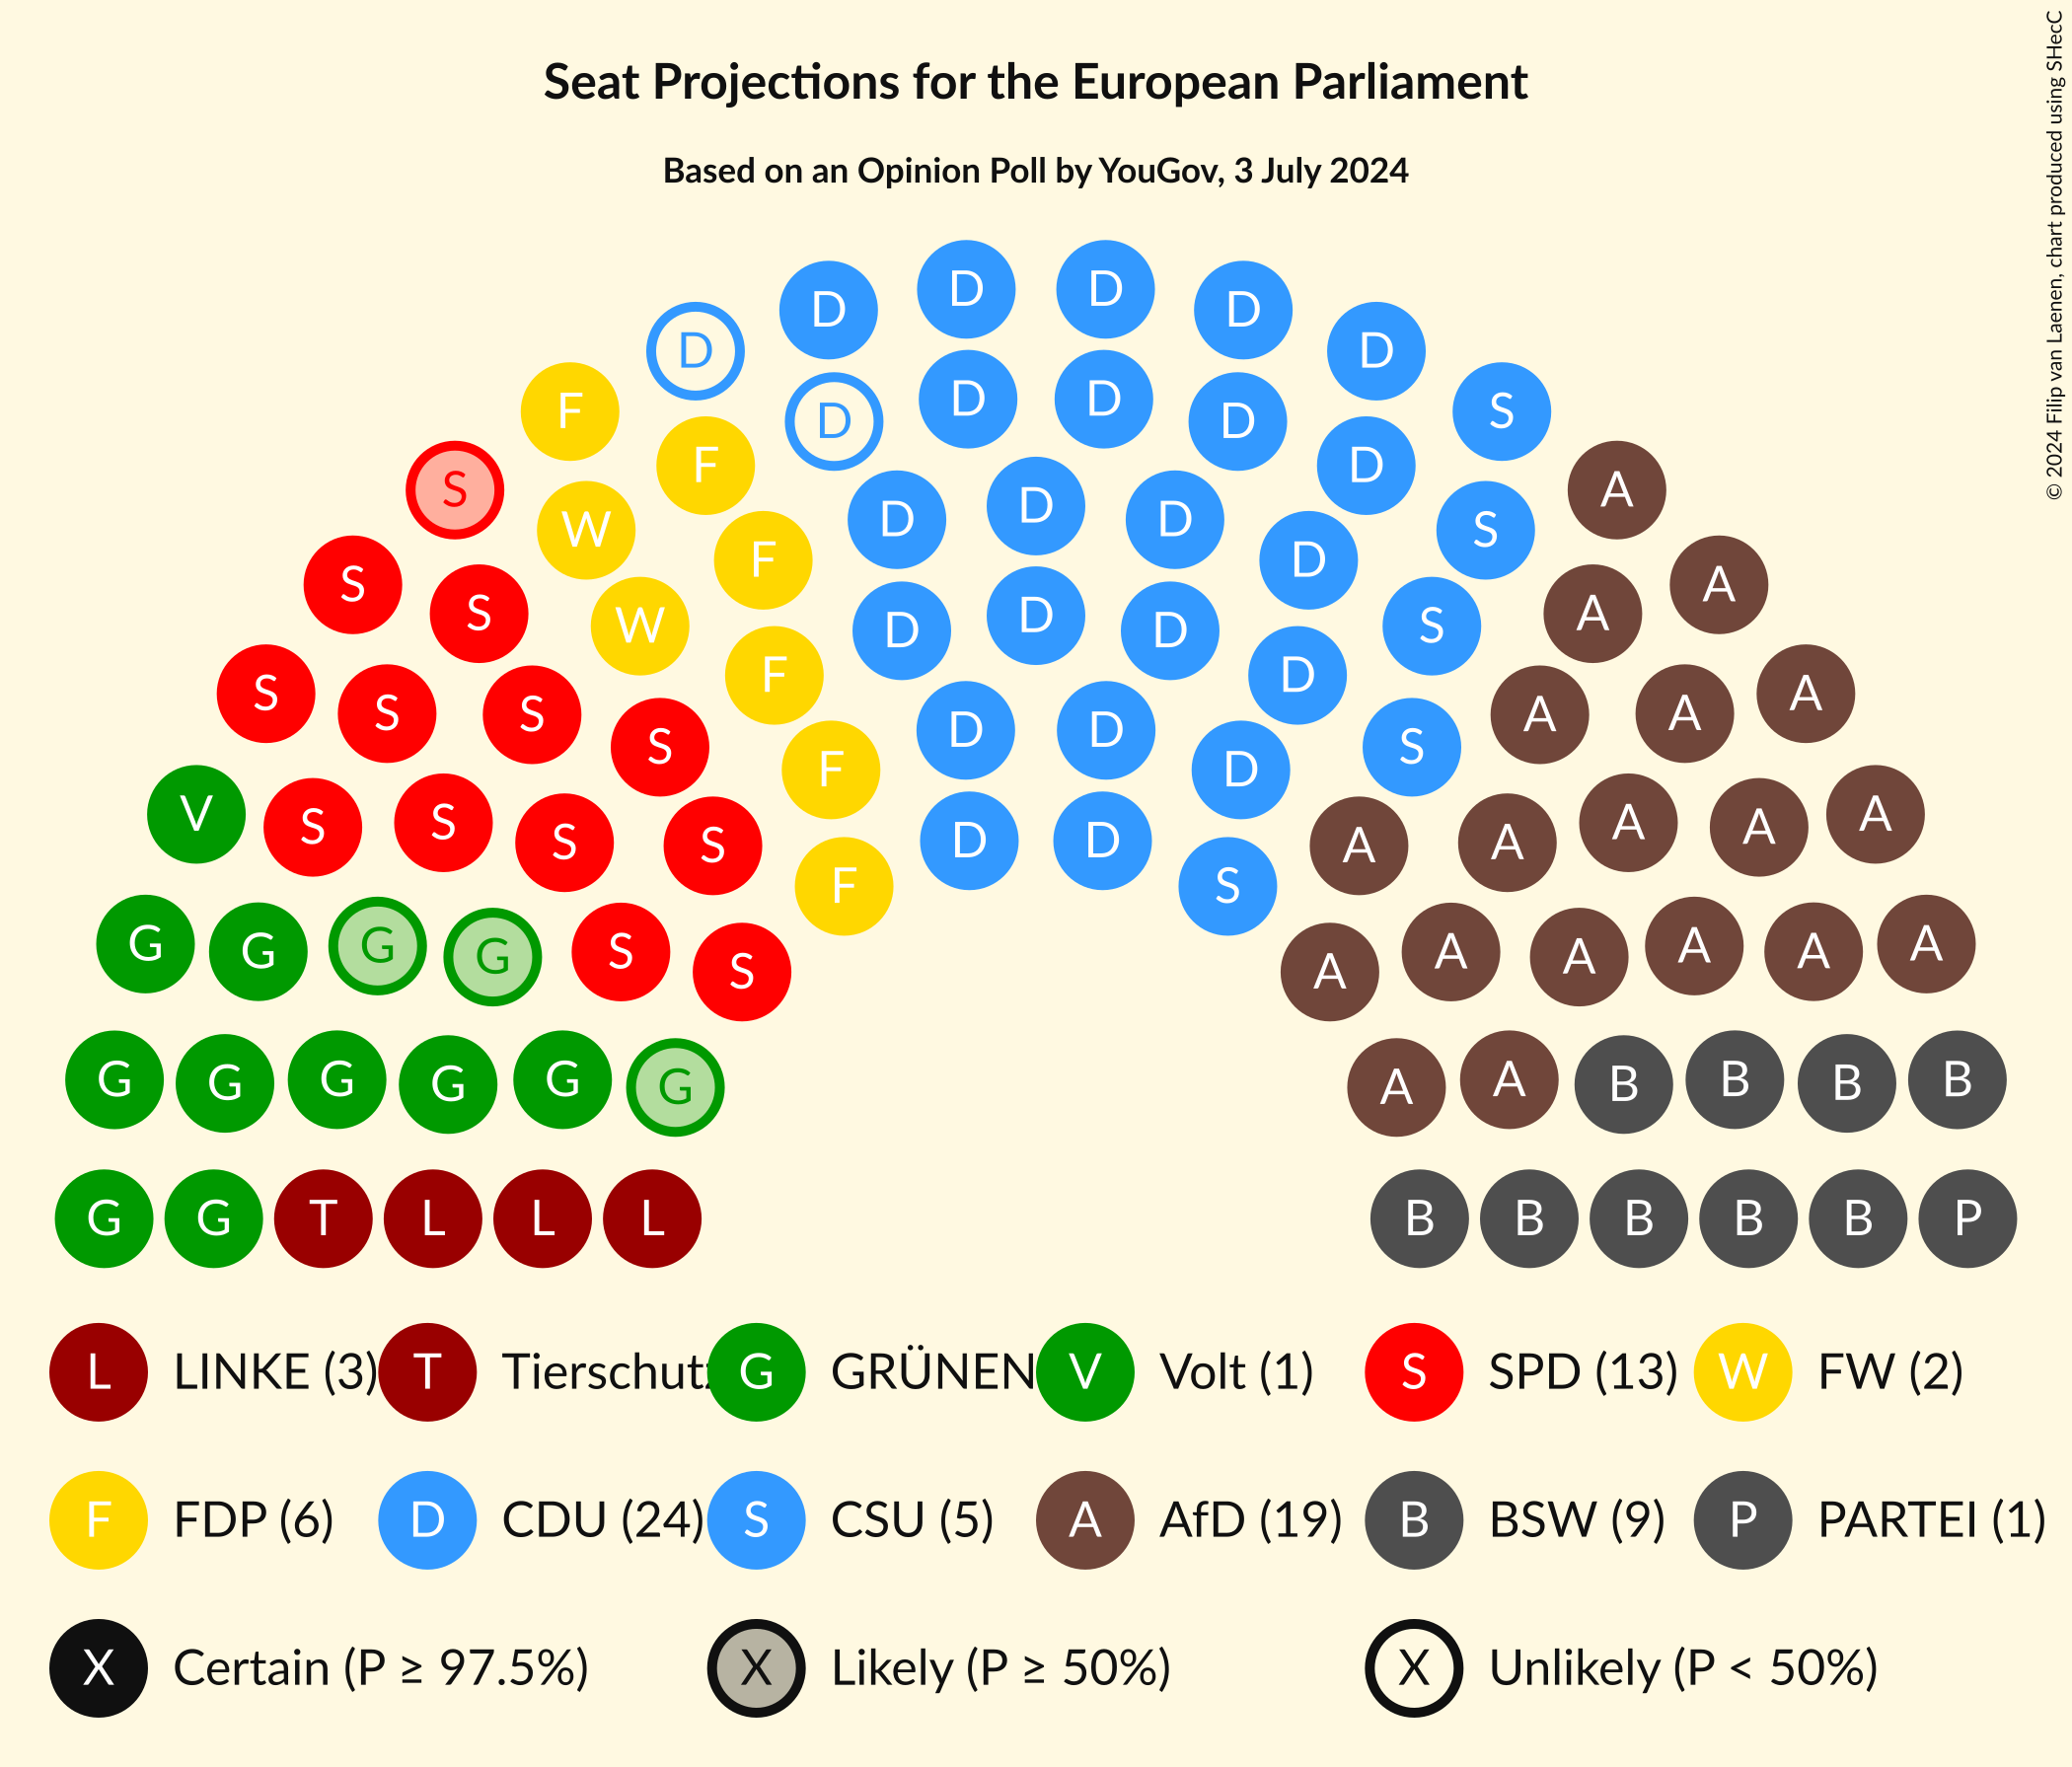 Seat Projections for the European Parliament
Based on an Opinion Poll by YouGov, 3 July 2024
© 2024 Filip van Laenen, chart produced using SHecC
D D D D
D D
F D D D D S
F D D
S F D A
W F D D D S
W D D
S S D D D D S A A
F D D D D
S S S F D S A A A
S D D D S
V S S S S F A A A A A
F D D S
G G G G S S A A A A A A A
G G G G G G A A B B B B
G G T L L L B B B B B P
L LINKE (3) T Tierschutz G GRÜNEN V Volt (1) S SPD (13) W FW (2)
F FDP (6) D CDU (24) S CSU (5) A AfD (19) B BSW (9) P PARTEI (1)
X Certain (P ≥ 97.5%) X Likely (P ≥ 50%) X Unlikely (P < 50%)